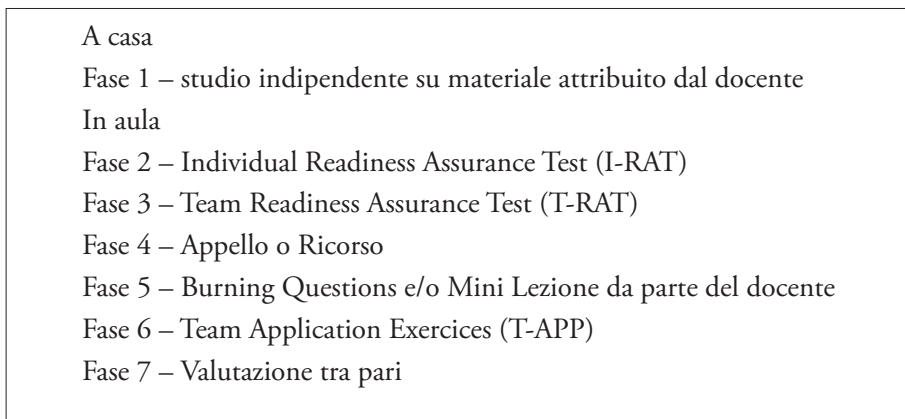 A casa
Fase 1 – studio indipendente su materiale attribuito dal docente
In aula
Fase 2 – Individual Readiness Assurance Test (I-RAT)
Fase 3 – Team Readiness Assurance Test (T-RAT)
Fase 4 – Appello o Ricorso
Fase 5 – Burning Questions e/o Mini Lezione da parte del docente
Fase 6 – Team Application Exercices (T-APP)
Fase 7 – Valutazione tra pari